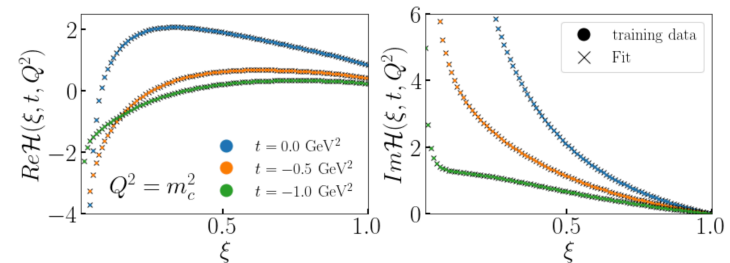 2
0
−2
−4
ReH(ξ, t, Q²)
Q² = m_c²
t = 0.0 GeV²
t = −0.5 GeV²
t = −1.0 GeV²
0.5
1.0
ξ
6
4
2
0
ImH(ξ, t, Q²)
training data
Fit
0.5
1.0
ξ